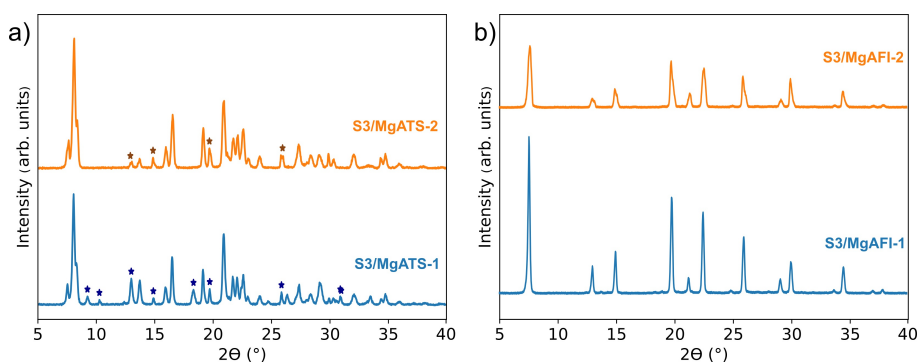 a)
Intensity (arb. units)
S3/MgATS-2
S3/MgATS-1
5 10 15 20 25 30 35 40
2Θ (°)
b)
Intensity (arb. units)
S3/MgAFI-2
S3/MgAFI-1
5 10 15 20 25 30 35 40
2Θ (°)